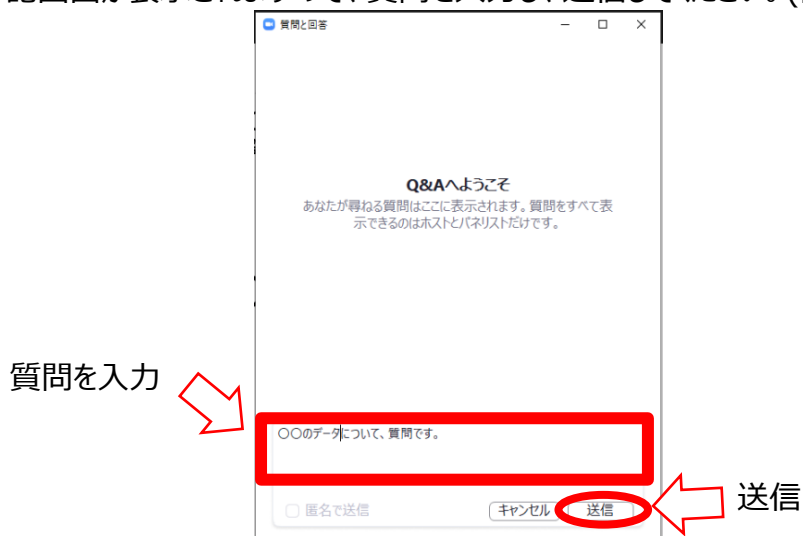 質問と回答
Q&Aへようこそ
あなたが尋ねる質問はここに表示されます。質問をすべて表
示できるのはホストとパネリストだけです。
質問を入力
〇〇のデータについて、質問です。
匿名で送信
キャンセル
送信
送信